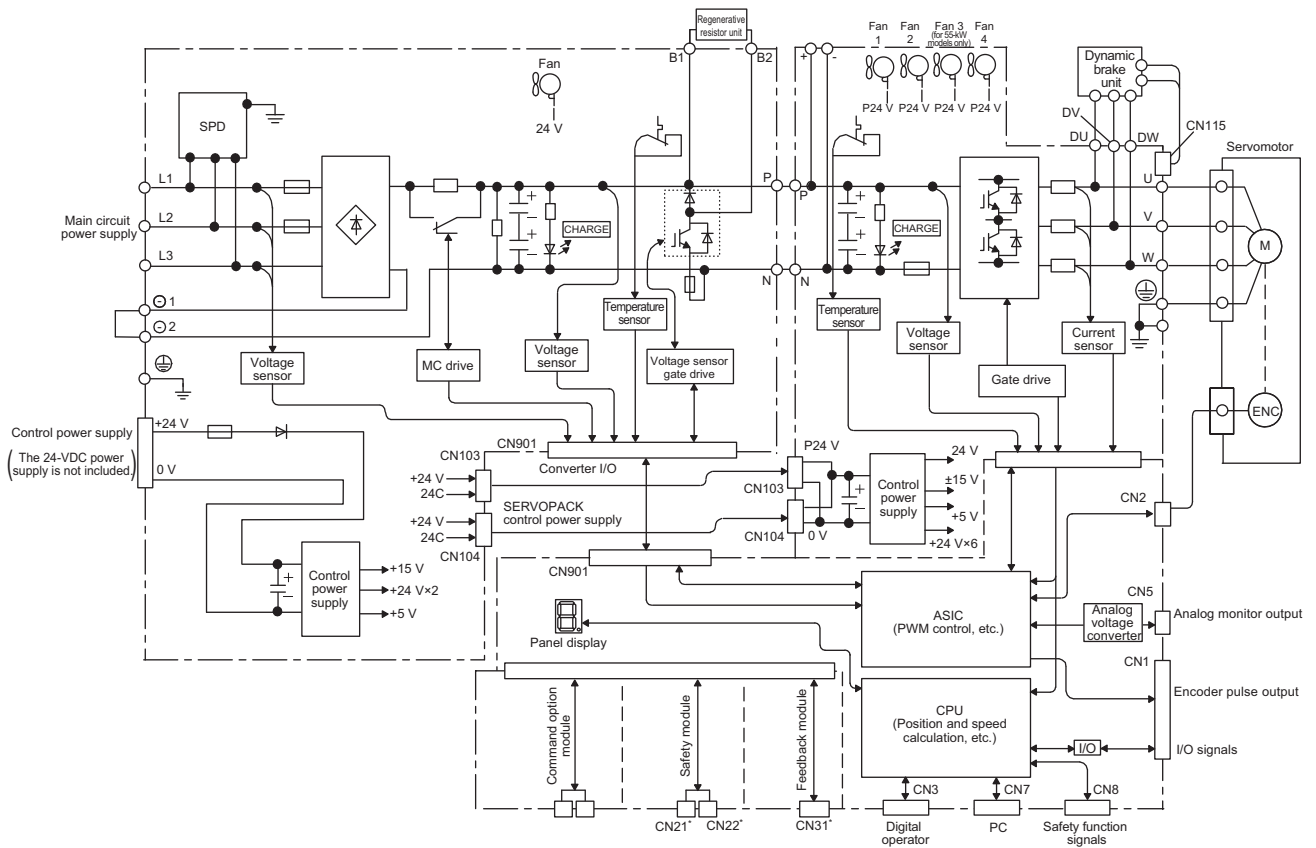 Regenerative
resistor unit
B1
B2
Fan
24 V
SPD
L1
L2
L3
Main circuit
power supply
1
2
P
N
CHARGE
Temperature
sensor
Voltage
sensor
MC drive
Voltage
sensor
Voltage sensor
gate drive
+
-
Fan
1
Fan
2
Fan 3
(for 55-kW
models only)
Fan
4
P24 V
P24 V
P24 V
P24 V
Dynamic
brake
unit
DV
DU
DW
CN115
Servomotor
U
V
W
M
ENC
P
N
CHARGE
Temperature
sensor
Voltage
sensor
Gate drive
Current
sensor
Control power supply
(The 24-VDC power
supply is not included.)
+24 V
0 V
CN901
Converter I/O
CN103
+24 V
24C
SERVOPACK
control power supply
+24 V
24C
CN104
P24 V
CN103
CN104
0 V
+
−
Control
power
supply
24 V
±15 V
+5 V
+24 V×6
CN2
+
−
Control
power
supply
+15 V
+24 V×2
+5 V
CN901
Panel display
ASIC
(PWM control, etc.)
CN5
Analog
voltage
converter
Analog monitor output
CN1
Encoder pulse output
CPU
(Position and speed
calculation, etc.)
I/O
I/O signals
Command option
module
Safety module
Feedback module
CN21*
CN22*
CN31*
CN3
CN7
CN8
Digital
operator
PC
Safety function
signals